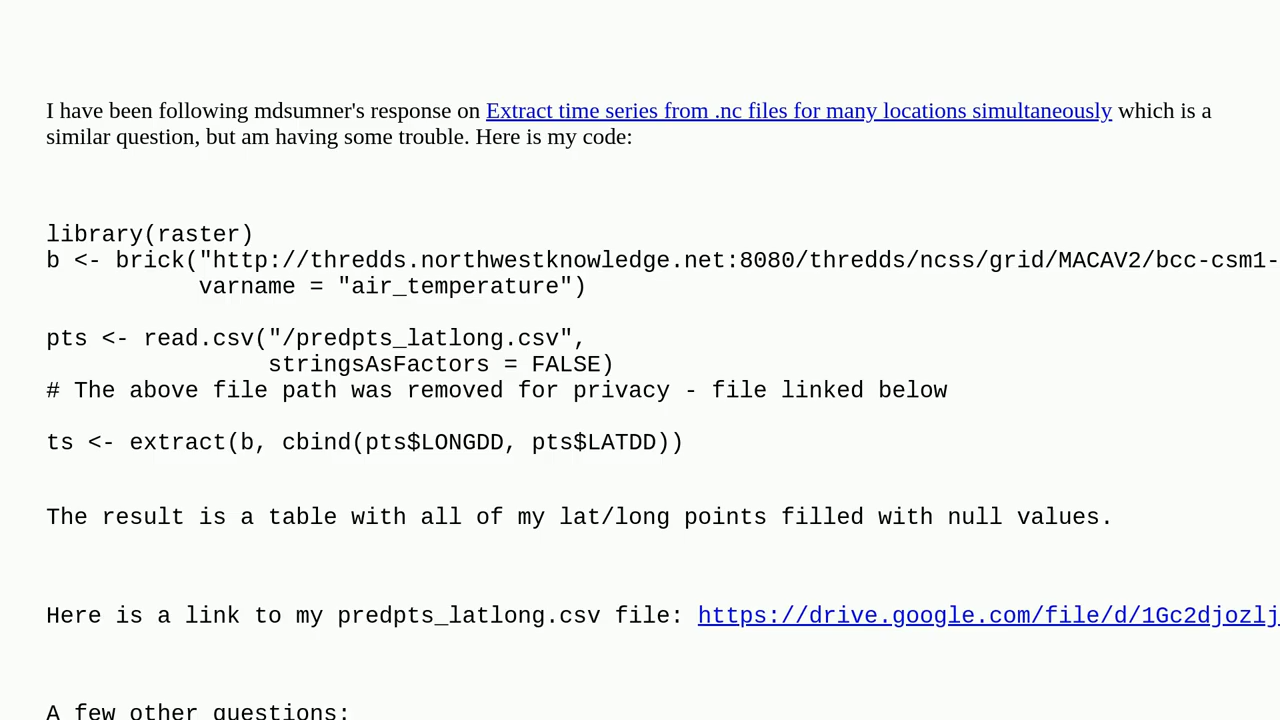 I have been following mdsumner's response on Extract time series from .nc files for many locations simultaneously which is a
similar question, but am having some trouble. Here is my code:
library(raster)
b <- brick("http://thredds.northwestknowledge.net:8080/thredds/ncss/grid/MACAV2/bcc-csm1-
varname = "air_temperature")
pts <- read.csv("/predpts_latlong.csv",
stringsAsFactors = FALSE)
# The above file path was removed for privacy - file linked below
ts <- extract(b, cbind(pts$LONGDD, pts$LATDD))
The result is a table with all of my lat/long points filled with null values.
Here is a link to my predpts_latlong.csv file: https://drive.google.com/file/d/1Gc2djozlj
A few other questions: